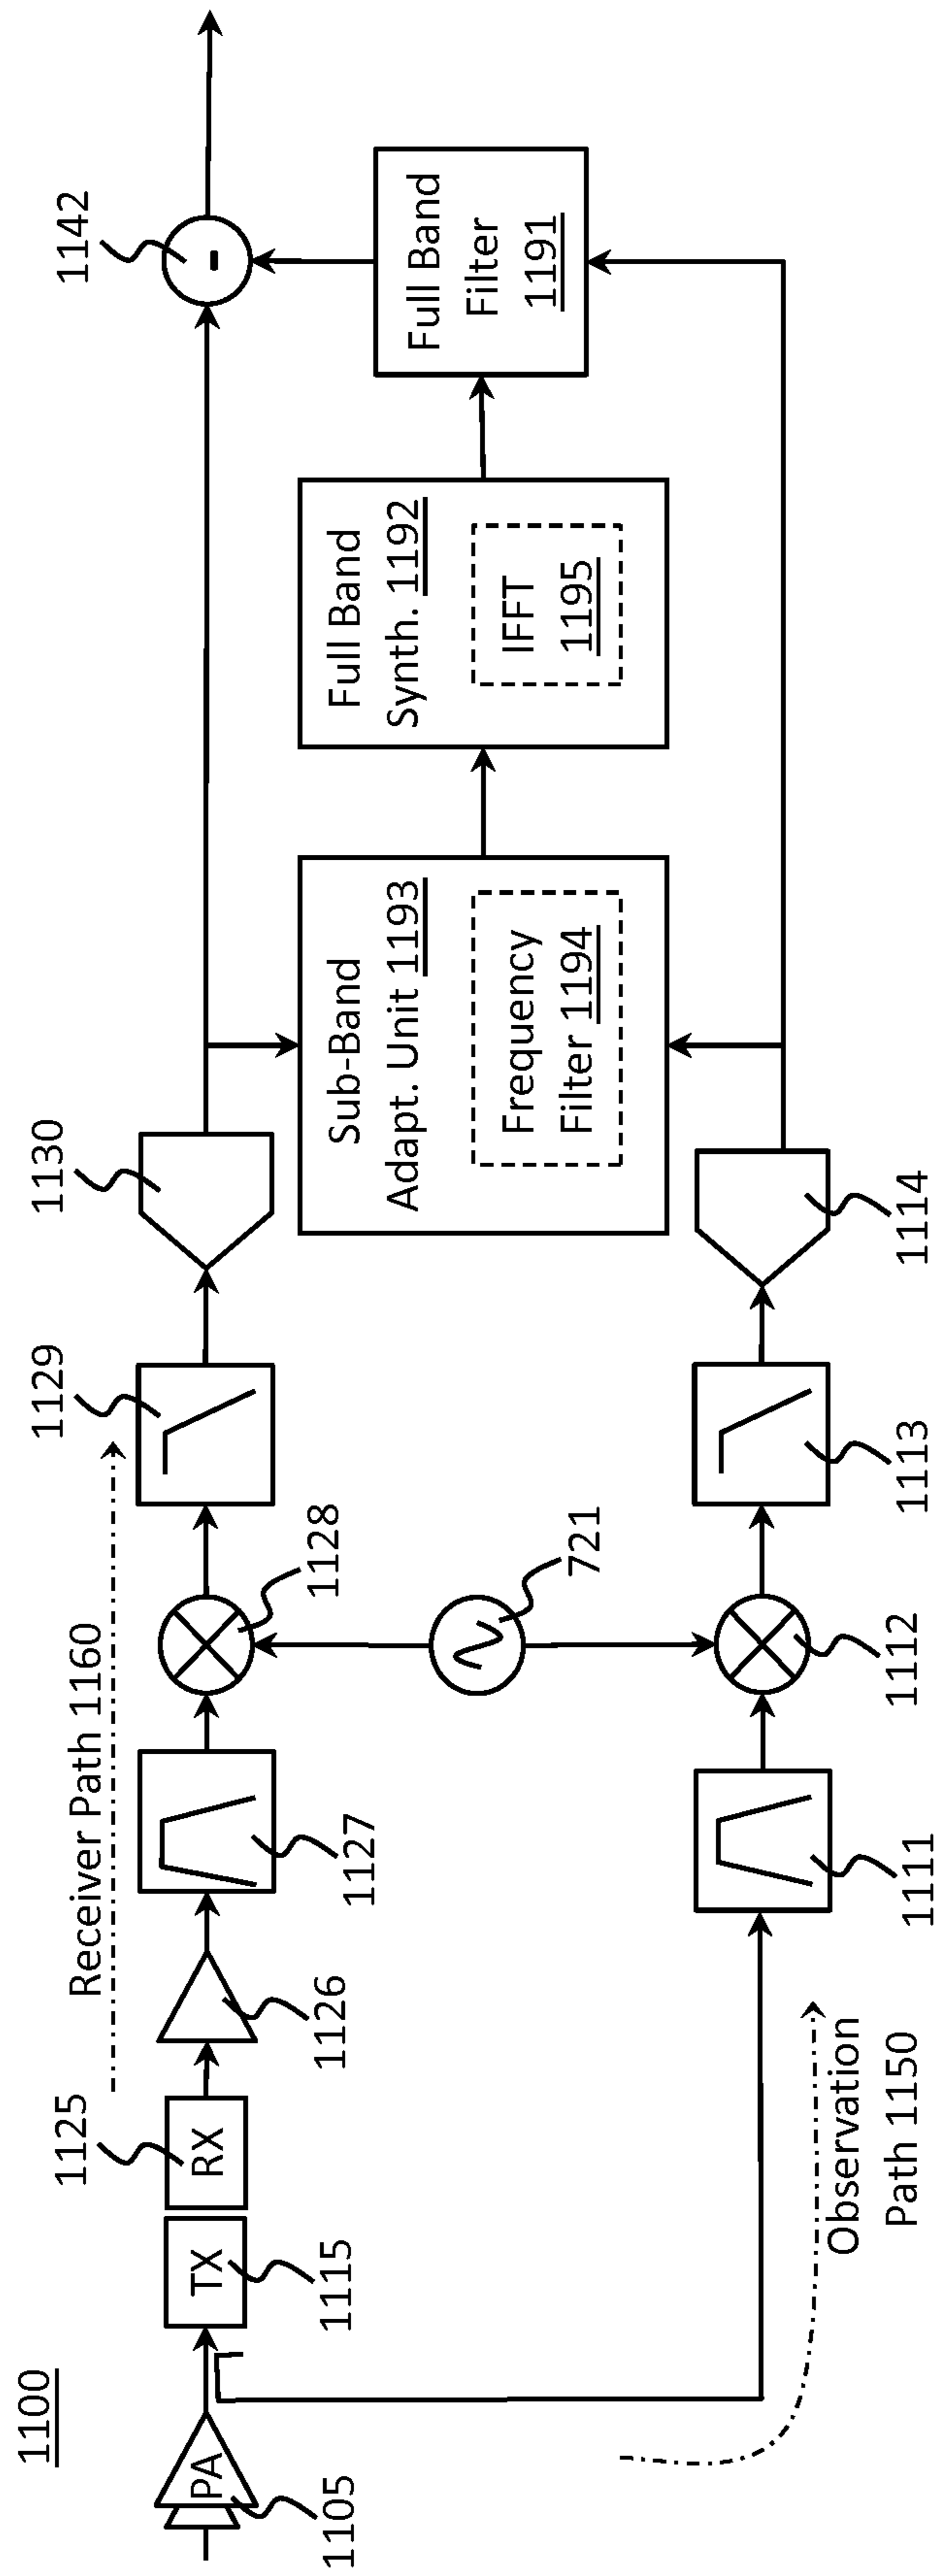 1100
PA
1105
TX
1115
1125
RX
1126
Receiver Path 1160
1127
1128
1129
1130
1142
721
Sub-Band
Adapt. Unit 1193
Frequency
Filter 1194
Full Band
Synth. 1192
IFFT
1195
Full Band
Filter
1191
Observation
Path 1150
1111
1112
1113
1114
-